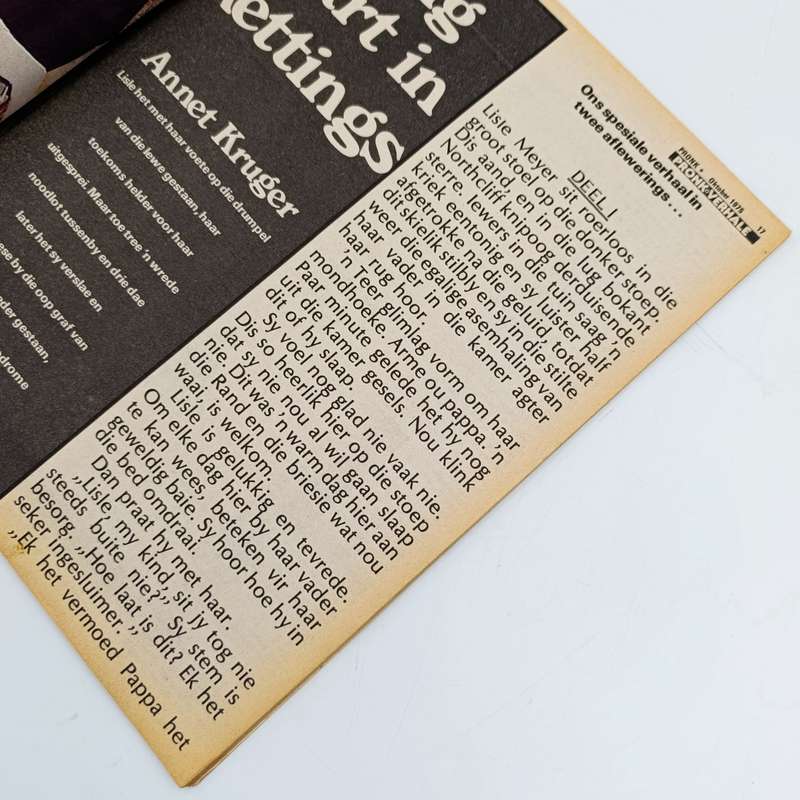 art in
ettings
Annet Kruger
Lisle het met haar voete op die drumpel
van die lewe gestaan, haar
toekoms helder voor haar
uitgesprei. Maar toe tree 'n wrede
noodlot tussenby en drie dae
later het sy verslae en
by die oop graf van
gestaan,
Ons spesiale verhaal in
twee aflewerings ...
PRONK • Oktober 1975 17
PRONK-VERHALE
DEEL I
Lisle Meyer sit roerloos in die
groot stoel op die donker stoep.
Dis aand, en in die lug bokant
Northcliff knipoog derduisende
sterre. Iewers in die tuin saag 'n
kriek eentonig en sy luister half
afgetrokke na die geluid, totdat
dit skielik stilbly en sy in die stilte
weer die egalige asemhaling van
haar vader in die kamer agter
haar rug hoor.
'n Teer glimlag vorm om haar
mondhoeke. Arme ou pappa. 'n
Paar minute gelede het hy nog
uit die kamer gesels. Nou klink
dit of hy slaap.
Sy voel nog glad nie vaak nie.
Dis so heerlik hier op die stoep
dat sy nie nou al wil gaan slaap
nie. Dit was 'n warm dag hier aan
die Rand en die briesie wat nou
waai, is welkom.
Lisle is gelukkig en tevrede.
Om elke dag hier by haar vader
te kan wees, beteken vir haar
geweldig baie. Sy hoor hoe hy in
die bed omdraai.
Dan praat hy met haar.
„Lisle, my kind, sit jy tog nie
steeds buite nie?” Sy stem is
besorg. „Hoe laat is dit? Ek het
seker ingesluimer.”
„Ek het vermoed Pappa het